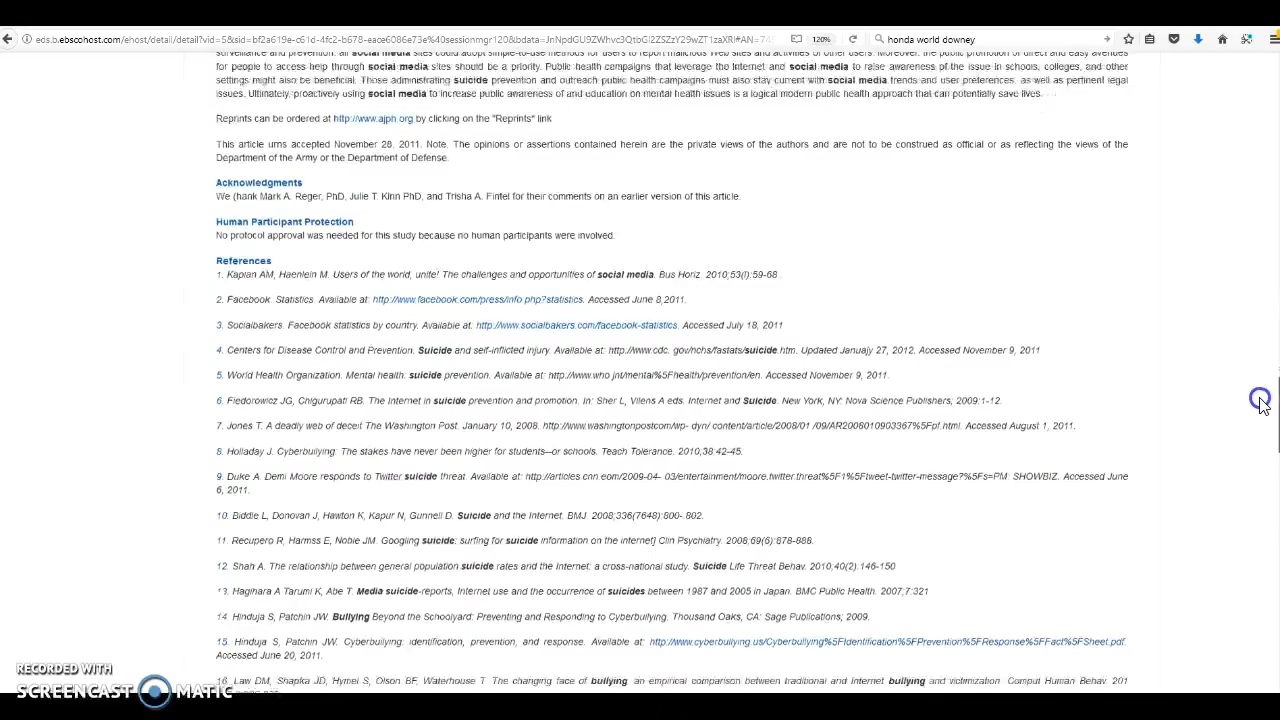 eds.b.ebscohost.com/ehost/detail/detail?vid=5&sid=bf2a619e-c61d-4fc2-b678-eace6086e73e%40sessionmgr120&bdata=
120%
honda world downey
surveillance and prevention, all social media sites could adopt simple-to-use methods for users to report malicious Web sites and activities of other users. Moreover, the public promotion of direct and easy avenues
for people to access help through social media sites should be a priority. Public health campaigns that leverage the Internet and social media to raise awareness of the issue in schools, colleges, and other
settings might also be beneficial. Those administrating suicide prevention and outreach public health campaigns must also stay current with social media trends and user preferences, as well as pertinent legal
issues. Ultimately, proactively using social media to increase public awareness of and education on mental health issues is a logical modern public health approach that can potentially save lives.
Reprints can be ordered at http://www.ajph org by clicking on the "Reprints" link
This article urns accepted November 28, 2011. Note. The opinions or assertions contained herein are the private views of the authors and are not to be construed as official or as reflecting the views of the
Department of the Army or the Department of Defense.
Acknowledgments
We (hank Mark A. Reger, PhD, Julie T. Kinn PhD, and Trisha A. Fintel for their comments on an earlier version of this article.
Human Participant Protection
No protocol approval was needed for this study because no human participants were involved.
References
1. Kapian AM, Haenlein M. Users of the world, unite! The challenges and opportunities of social media. Bus Horiz. 2010;53(l):59-68
2. Facebook. Statistics. Available at: http://www.facebook.com/press/info php?statistics. Accessed June 8,2011.
3. Socialbakers. Facebook statistics by country. Available at: http://www.socialbakers.com/facebook-statistics. Accessed July 18, 2011
4. Centers for Disease Control and Prevention. Suicide and self-inflicted injury. Available at: http://www.cdc. gov/nchs/fastats/suicide.htm. Updated Januajy 27, 2012. Accessed November 9, 2011
5. World Health Organization. Mental health: suicide prevention. Available at: http://www.who jnt/mental%5Fhealth/prevention/en. Accessed November 9, 2011.
6. Fiedorowicz JG, Chigurupati RB. The Internet in suicide prevention and promotion. In: Sher L, Vilens A eds. Internet and Suicide. New York, NY: Nova Science Publishers; 2009:1-12.
7. Jones T. A deadly web of deceit The Washington Post. January 10, 2008. http://www.washingtonpostcom/wp- dyn/ content/article/2008/01 /09/AR2008010903367%5Fpf.html. Accessed August 1, 2011.
8. Holladay J. Cyberbullying: The stakes have never been higher for students--or schools. Teach Tolerance. 2010,38:42-45.
9. Duke A. Demi Moore responds to Twitter suicide threat. Available at: http://articles cnn.eom/2009-04- 03/entertainment/moore.twitter.threat%5F1%5Ftweet-twitter-message?%5Fs=PM: SHOWBIZ. Accessed June
6, 2011.
10. Biddle L, Donovan J, Hawton K, Kapur N, Gunnell D. Suicide and the Internet. BMJ 2008;336(7648):800-.802.
11. Recupero R, Harmss E, Noble JM. Googling suicide: surfing for suicide information on the internet] Clin Psychiatry. 2008;69(6):878-888.
12. Shah A. The relationship between general population suicide rates and the Internet: a cross-national study. Suicide Life Threat Behav. 2010,40(2):146-150
13. Hagihara A Tarumi K, Abe T. Media suicide-reports, Internet use and the occurrence of suicides between 1987 and 2005 in Japan. BMC Public Health. 2007;7:321
14. Hinduja S, Patchin JW. Bullying Beyond the Schoolyard: Preventing and Responding to Cyberbullying. Thousand Oaks, CA: Sage Publications; 2009.
15. Hinduja S, Patchin JW. Cyberbullying: identification, prevention, and response. Available at: http://www.cyberbullying.us/Cyberbullying%5FIdentification%5FPrevention%5FResponse%5FFact%5FSheet.pdf.
Accessed June 20, 2011.
16. Law DM, Shapka JD, Hymel S, Olson BF, Waterhouse T. The changing face of bullying: an empirical comparison between traditional and Internet bullying and victimization. Comput Human Behav. 201
RECORDED WITH
SCREENCAST MATIC